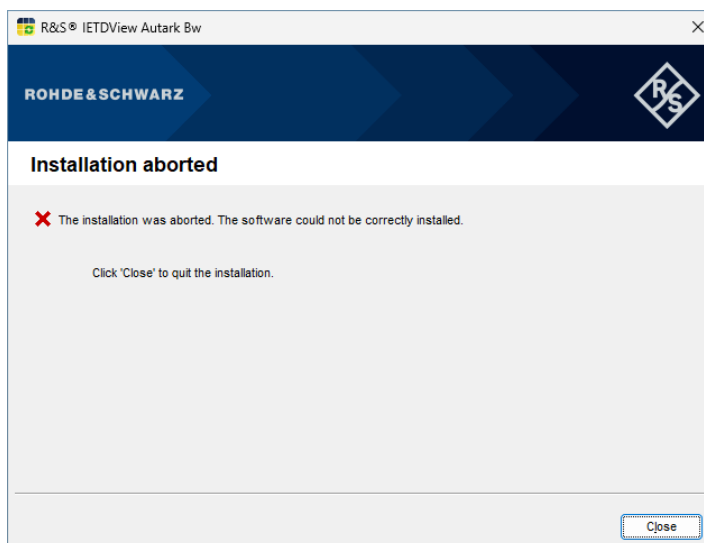 R&S® IETDView Autark Bw
ROHDE&SCHWARZ
R/S
Installation aborted
The installation was aborted. The software could not be correctly installed.
Click 'Close' to quit the installation.
Close